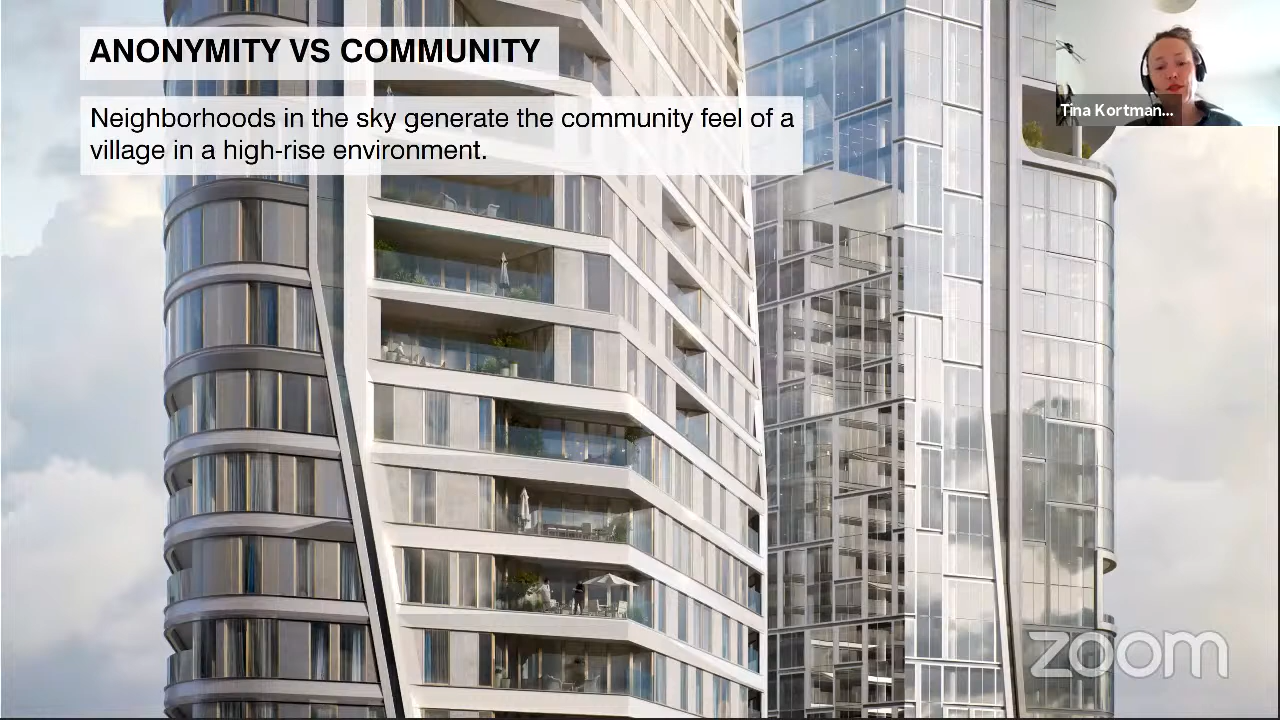 ANONYMITY VS COMMUNITY
Neighborhoods in the sky generate the community feel of a
village in a high-rise environment.
Tina Kortman...
zoom